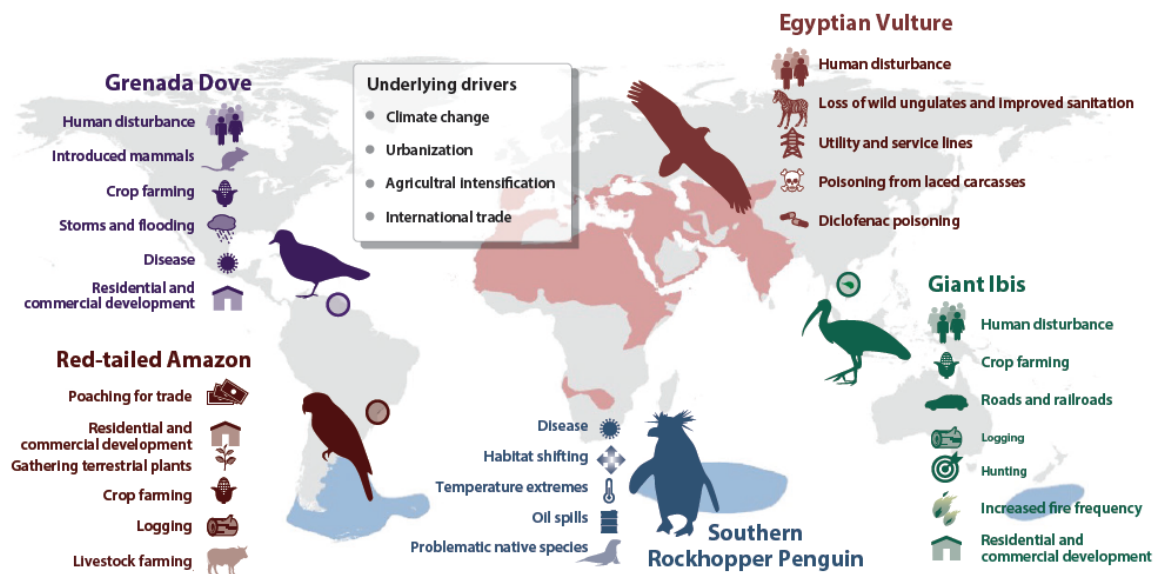 Egyptian Vulture
Human disturbance
Loss of wild ungulates and improved sanitation
Utility and service lines
Poisoning from laced carcasses
Diclofenac poisoning
Grenada Dove
Human disturbance
Introduced mammals
Crop farming
Storms and flooding
Disease
Residential and
commercial development
Underlying drivers
Climate change
Urbanization
Agricultral intensification
International trade
Giant Ibis
Human disturbance
Crop farming
Roads and railroads
Logging
Hunting
Increased fire frequency
Residential and
commercial development
Red-tailed Amazon
Poaching for trade
Residential and
commercial development
Gathering terrestrial plants
Crop farming
Logging
Livestock farming
Disease
Habitat shifting
Temperature extremes
Oil spills
Problematic native species
Southern
Rockhopper Penguin